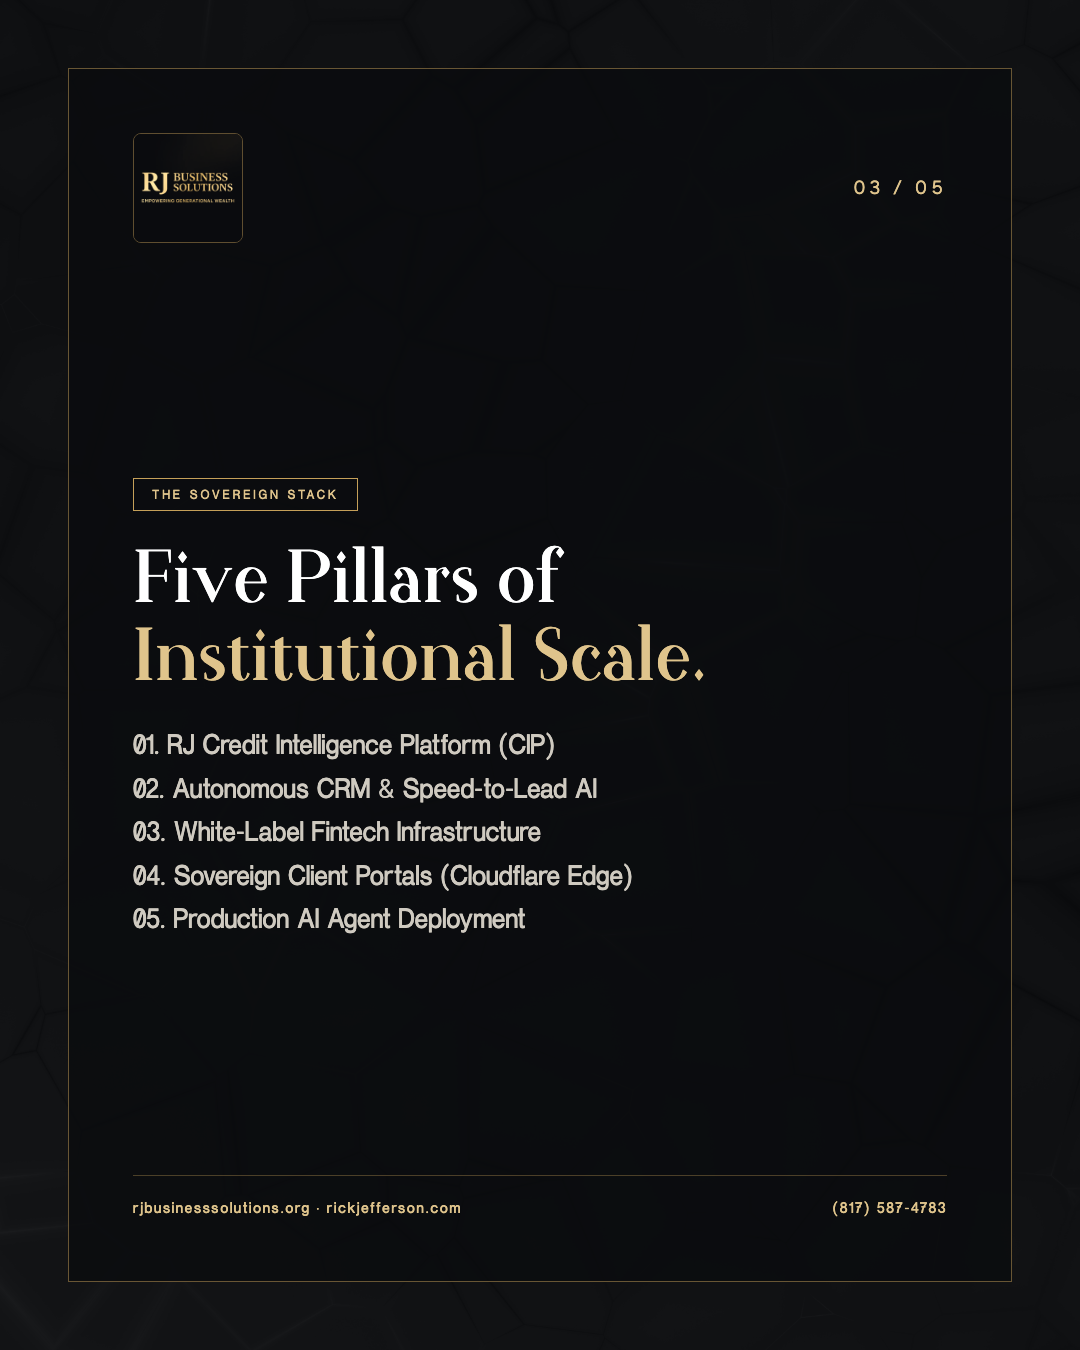 RJ BUSINESS SOLUTIONS
EMPOWERING GENERATIONAL WEALTH
03 / 05
THE SOVEREIGN STACK
Five Pillars of
Institutional Scale.
01. RJ Credit Intelligence Platform (CIP)
02. Autonomous CRM & Speed-to-Lead AI
03. White-Label Fintech Infrastructure
04. Sovereign Client Portals (Cloudflare Edge)
05. Production AI Agent Deployment
rjbusinesssolutions.org · rickjefferson.com
(817) 587-4783